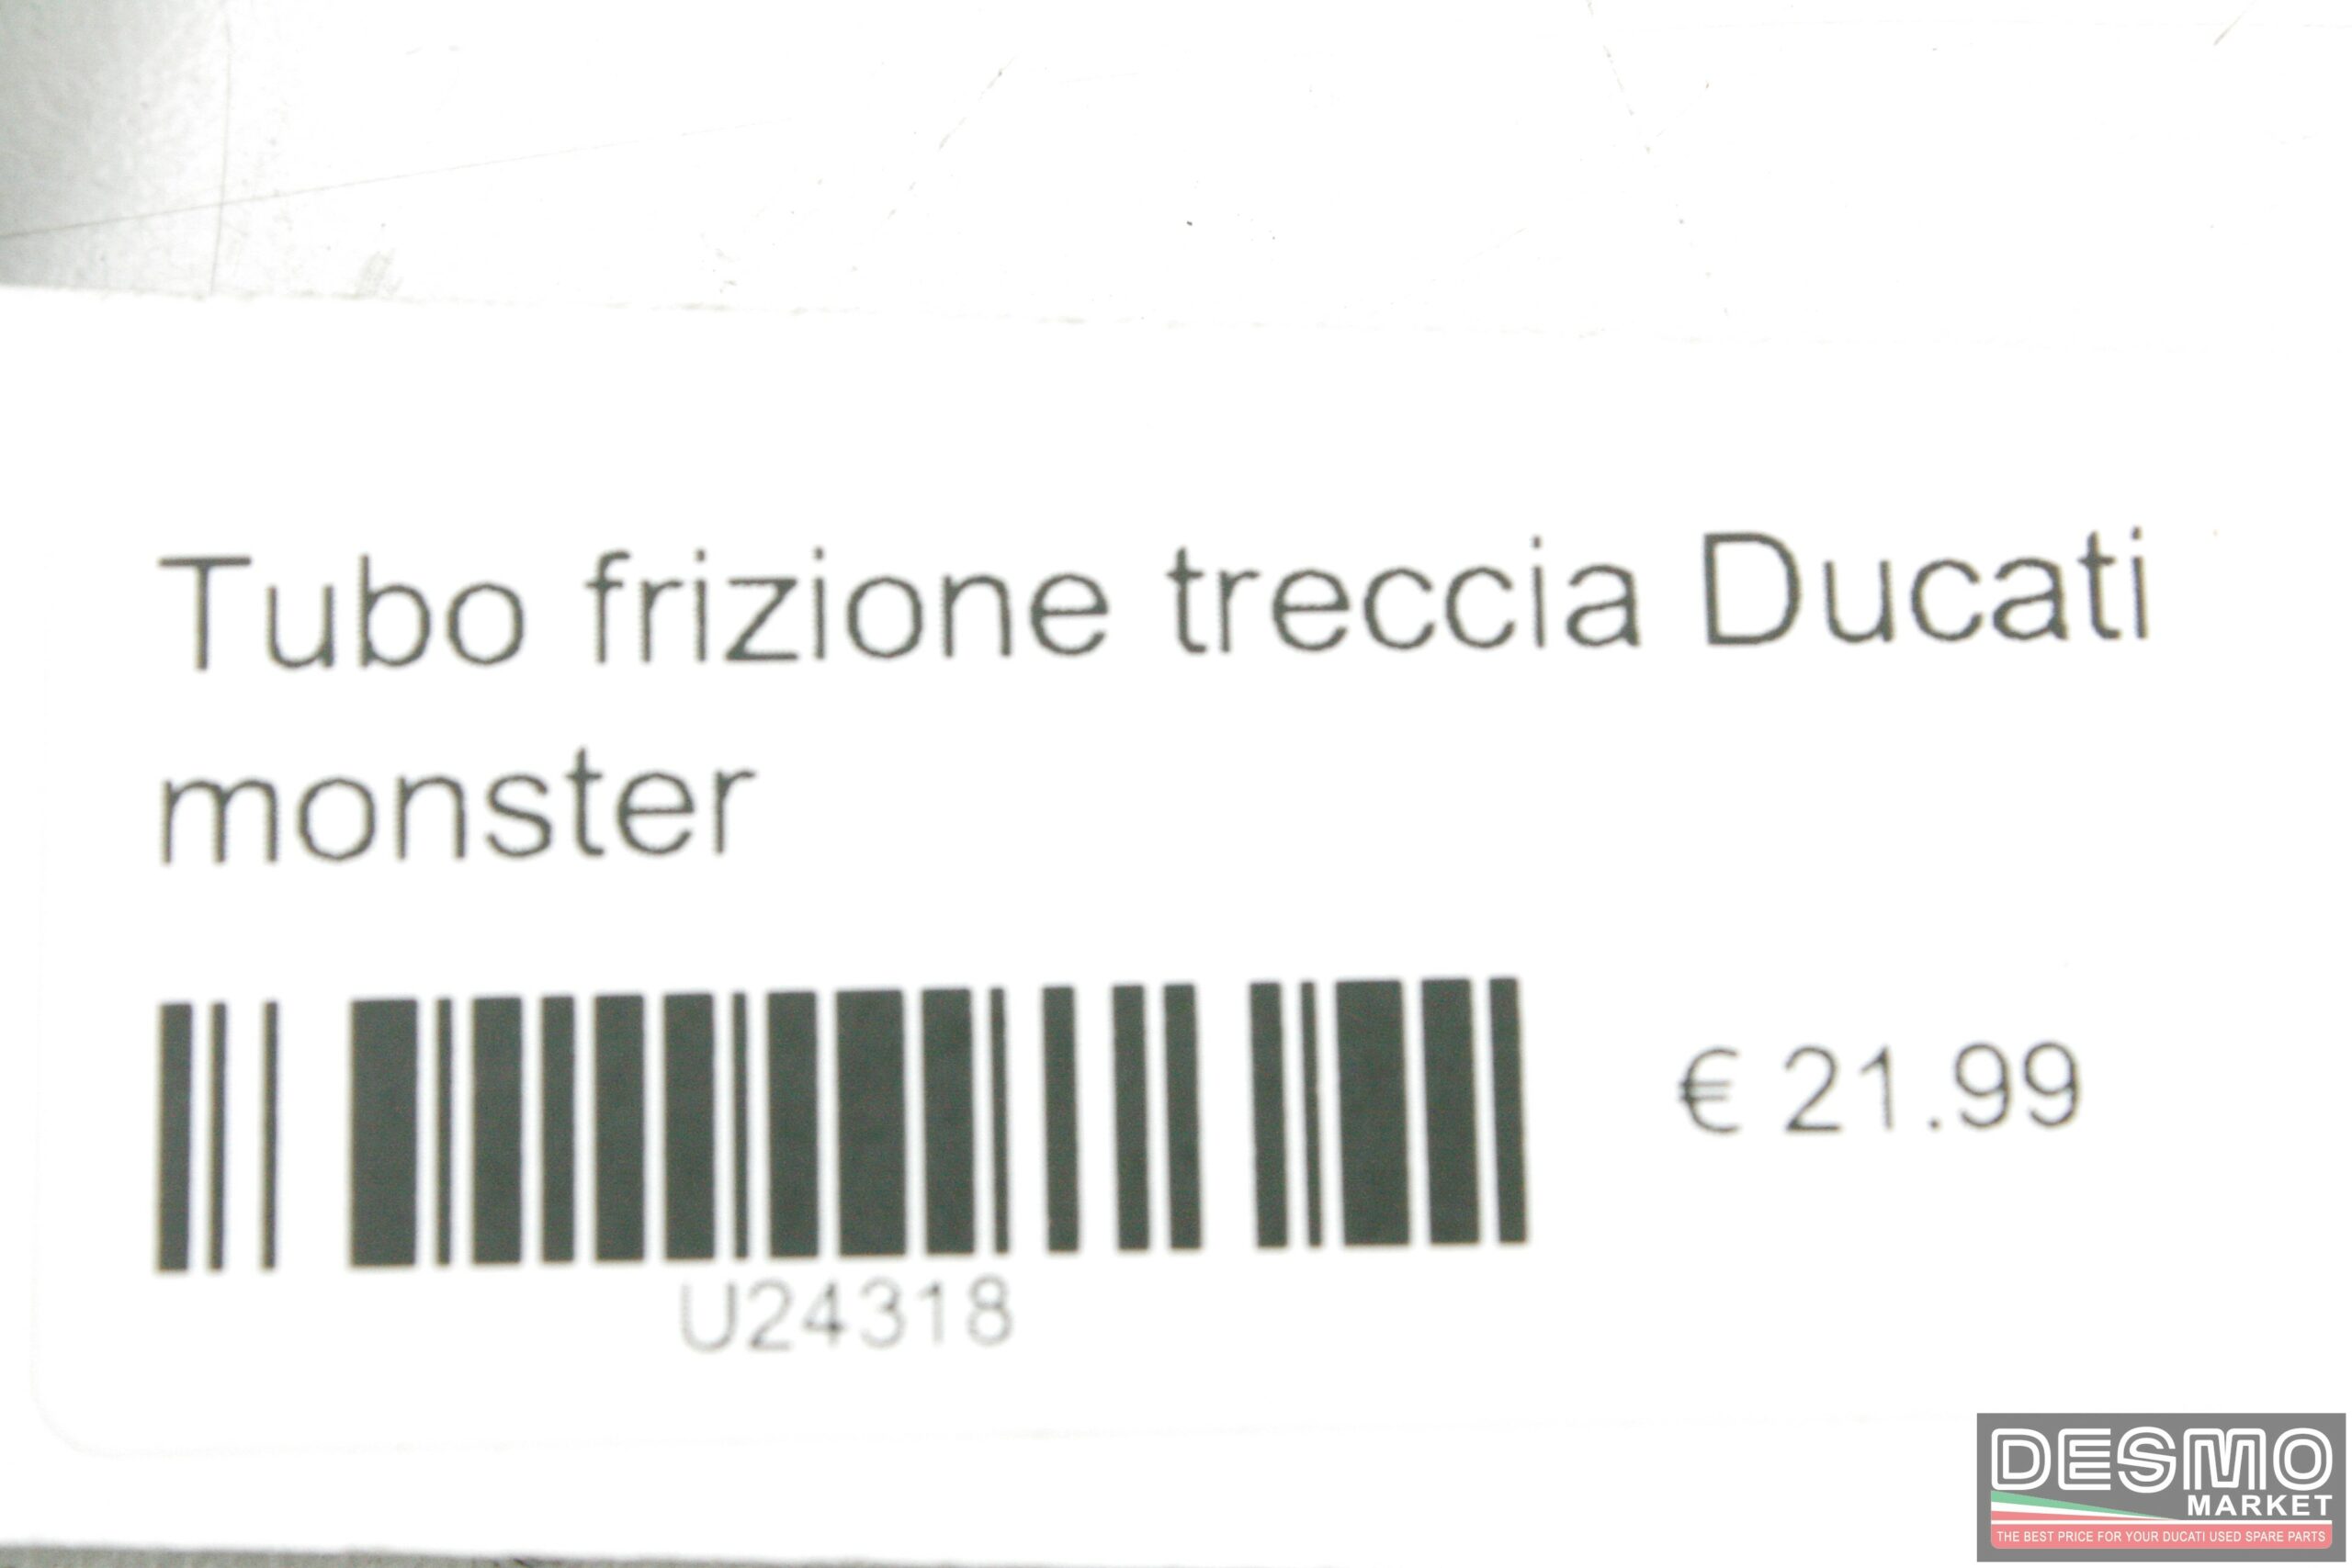 Tubo frizione treccia Ducati
monster
€ 21.99
U24318
DESMO
MARKET
THE BEST PRICE FOR YOUR DUCATI USED SPARE PARTS